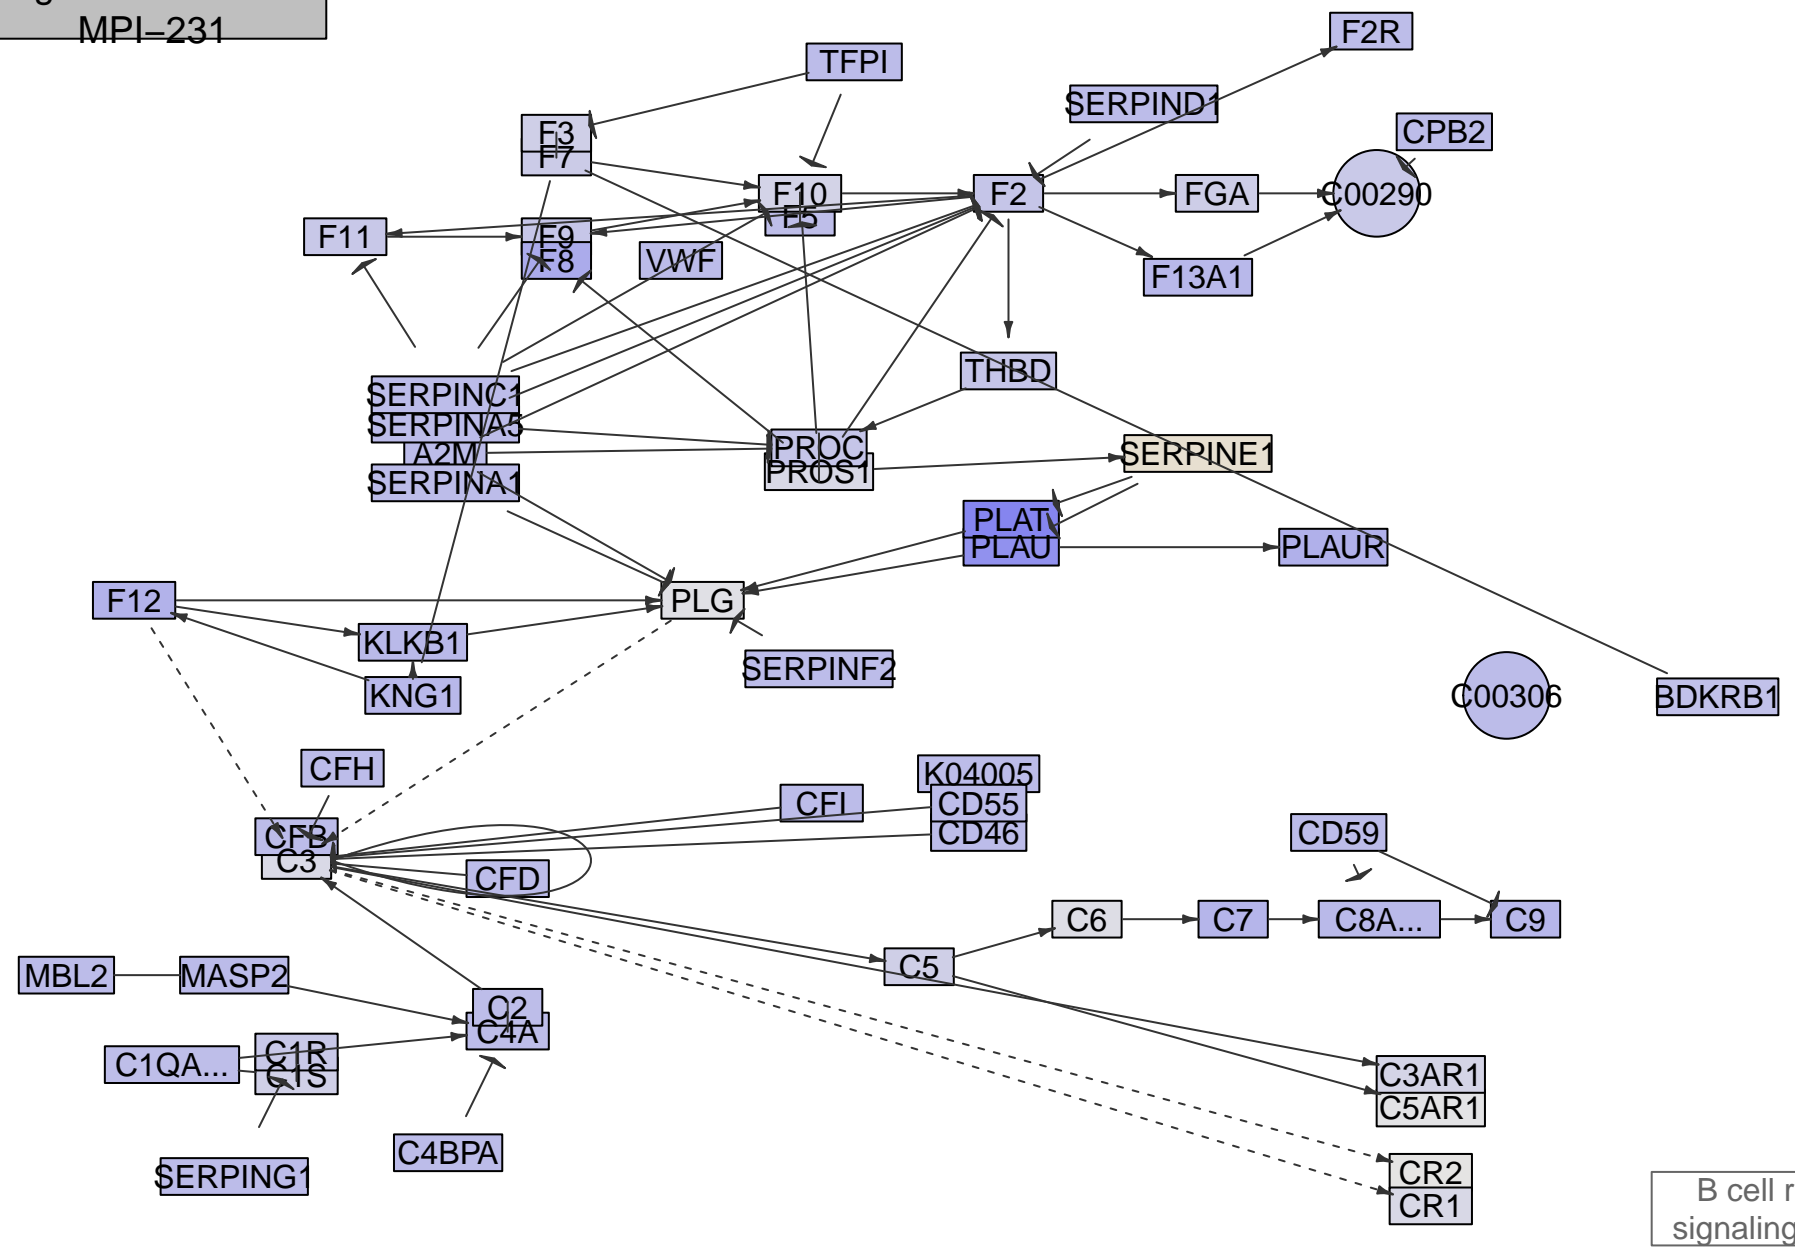 MPI–231
F2R
TFPI
SERPIND1
CPB2
F3
F7
F10
F5
F2
FGA
C00290
F11
F9
F8
VWF
F13A1
THBD
SERPINC1
SERPINA5
A2M
SERPINA1
PROC
PROS1
SERPINE1
PLAT
PLAU
PLAUR
F12
PLG
KLKB1
KNG1
SERPINF2
C00306
BDKRB1
CFH
K04005
CFI
CD55
CD46
CFB
C3
CD59
CFD
C6
C7
C8A...
C9
C5
MBL2
MASP2
C2
C4A
C1QA...
C1R
C1S
C3AR1
C5AR1
C4BPA
SERPING1
CR2
CR1
B cell r
signaling